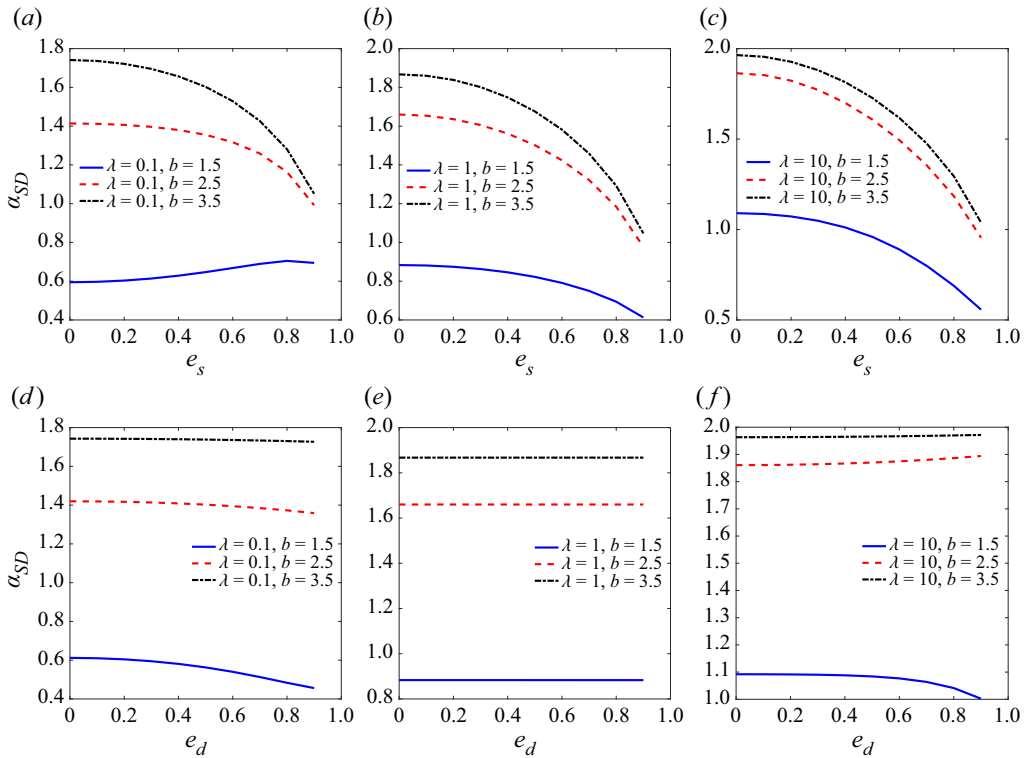 (a)
1.8
1.6
1.4
1.2
1.0
0.8
0.6
0.4
α_SD
λ = 0.1, b = 1.5
λ = 0.1, b = 2.5
λ = 0.1, b = 3.5
0 0.2 0.4 0.6 0.8 1.0
e_s
(b)
2.0
1.8
1.6
1.4
1.2
1.0
0.8
0.6
λ = 1, b = 1.5
λ = 1, b = 2.5
λ = 1, b = 3.5
0 0.2 0.4 0.6 0.8 1.0
e_s
(c)
2.0
1.5
1.0
0.5
λ = 10, b = 1.5
λ = 10, b = 2.5
λ = 10, b = 3.5
0 0.2 0.4 0.6 0.8 1.0
e_s
(d)
1.8
1.6
1.4
1.2
1.0
0.8
0.6
0.4
α_SD
λ = 0.1, b = 1.5
λ = 0.1, b = 2.5
λ = 0.1, b = 3.5
0 0.2 0.4 0.6 0.8 1.0
e_d
(e)
2.0
1.8
1.6
1.4
1.2
1.0
0.8
λ = 1, b = 1.5
λ = 1, b = 2.5
λ = 1, b = 3.5
0 0.2 0.4 0.6 0.8 1.0
e_d
(f)
2.0
1.9
1.8
1.7
1.6
1.5
1.4
1.3
1.2
1.1
1.0
λ = 10, b = 1.5
λ = 10, b = 2.5
λ = 10, b = 3.5
0 0.2 0.4 0.6 0.8 1.0
e_d